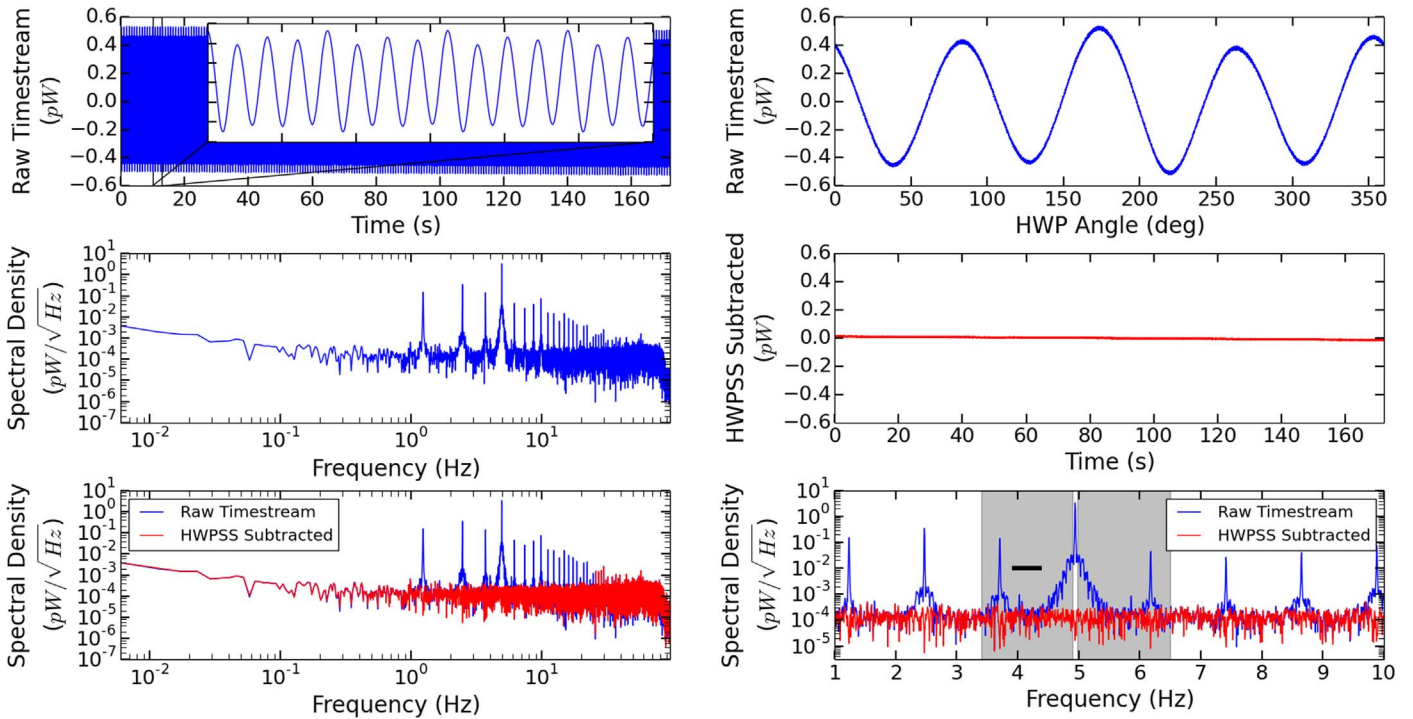 Raw Timestream
(pW)
0.6
0.4
0.2
0.0
−0.2
−0.4
−0.6
0 20 40 60 80 100 120 140 160
Time (s)
Raw Timestream
(pW)
0.6
0.4
0.2
0.0
−0.2
−0.4
−0.6
0 50 100 150 200 250 300 350
HWP Angle (deg)
Spectral Density
(pW/√Hz)
10^1
10^0
10^-1
10^-2
10^-3
10^-4
10^-5
10^-6
10^-7
10^-2 10^-1 10^0 10^1
Frequency (Hz)
HWPSS Subtracted
(pW)
0.6
0.4
0.2
0.0
−0.2
−0.4
−0.6
0 20 40 60 80 100 120 140 160
Time (s)
Spectral Density
(pW/√Hz)
10^1
10^0
10^-1
10^-2
10^-3
10^-4
10^-5
10^-6
10^-7
Raw Timestream
HWPSS Subtracted
10^-2 10^-1 10^0 10^1
Frequency (Hz)
Spectral Density
(pW/√Hz)
10^1
10^0
10^-1
10^-2
10^-3
10^-4
10^-5
Raw Timestream
HWPSS Subtracted
1 2 3 4 5 6 7 8 9 10
Frequency (Hz)